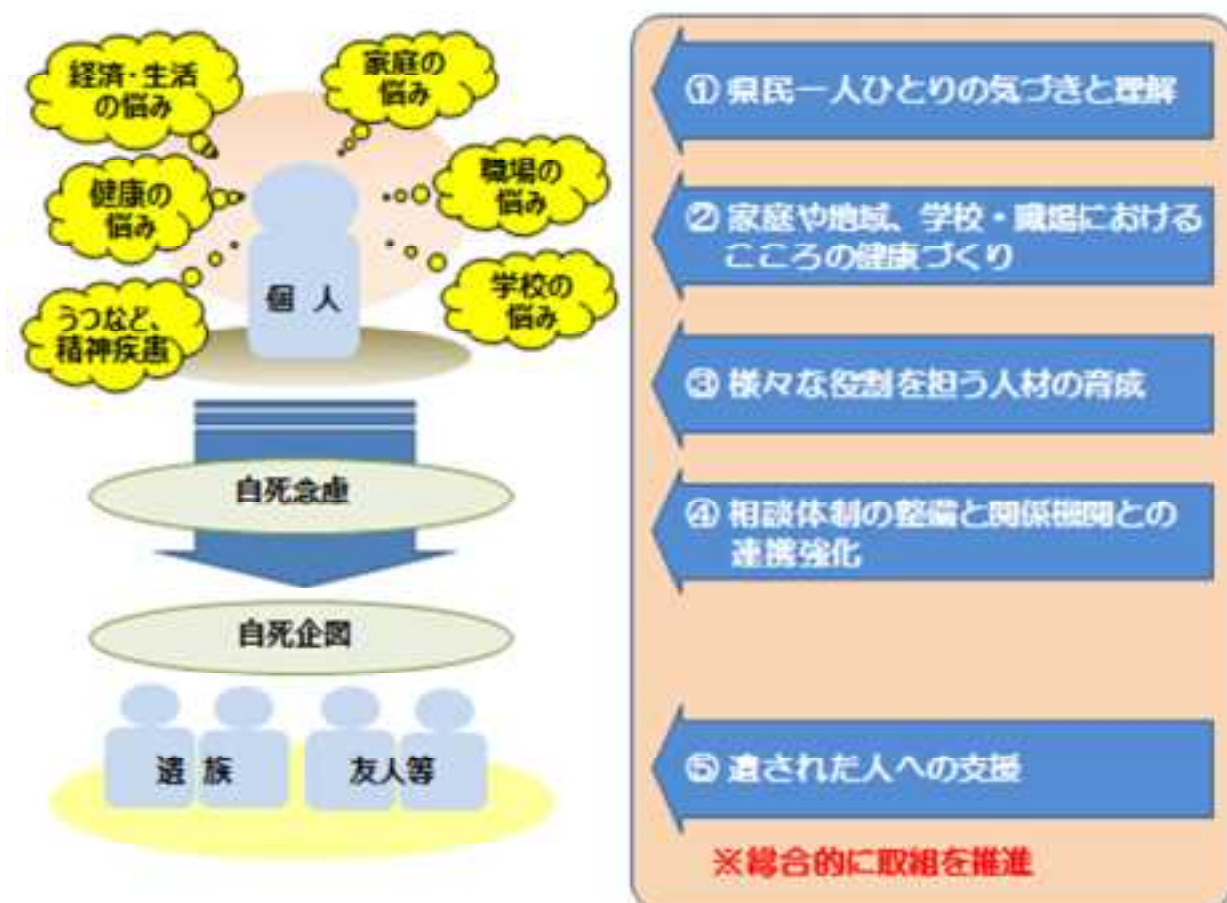 経済・生活
の悩み
家庭の
悩み
健康の
悩み
職場の
悩み
うつなど、
精神疾患
学校の
悩み
個 人
自死念慮
自死企図
遺 族
友人等
① 県民一人ひとりの気づきと理解
② 家庭や地域、学校・職場における
こころの健康づくり
③ 様々な役割を担う人材の育成
④ 相談体制の整備と関係機関との
連携強化
⑤ 遺された人への支援
※総合的に取組を推進